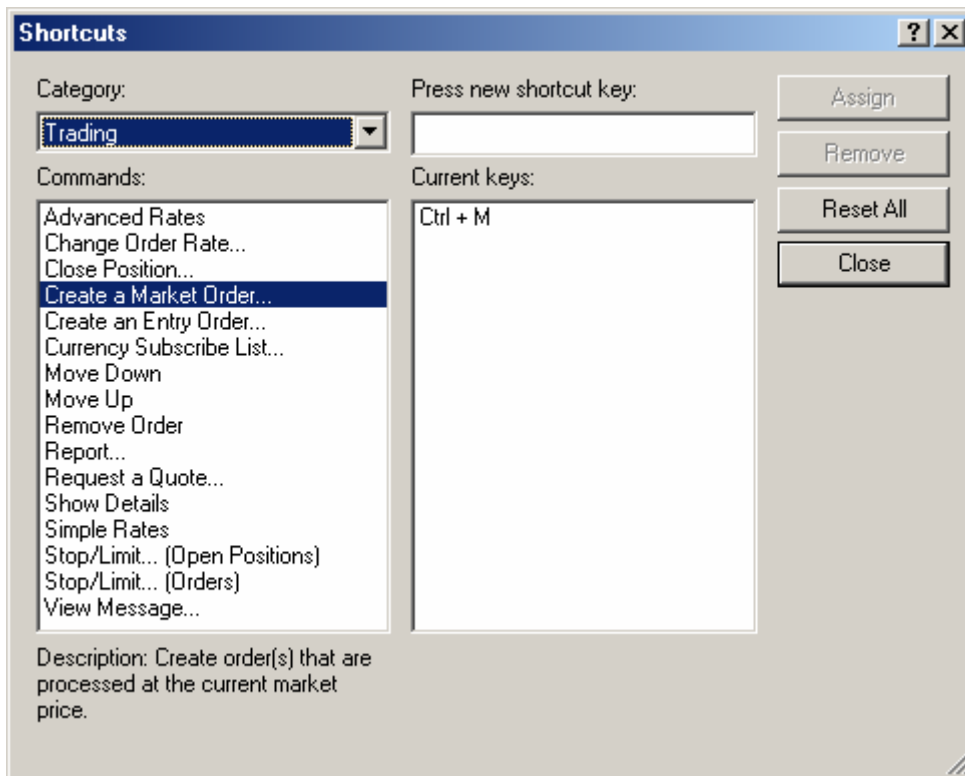 Shortcuts
Category:
Trading
Commands:
Advanced Rates
Change Order Rate...
Close Position...
Create a Market Order...
Create an Entry Order...
Currency Subscribe List...
Move Down
Move Up
Remove Order
Report...
Request a Quote...
Show Details
Simple Rates
Stop/Limit... (Open Positions)
Stop/Limit... (Orders)
View Message...
Description: Create order(s) that are
processed at the current market
price.
Press new shortcut key:
Current keys:
Ctrl + M
Assign
Remove
Reset All
Close